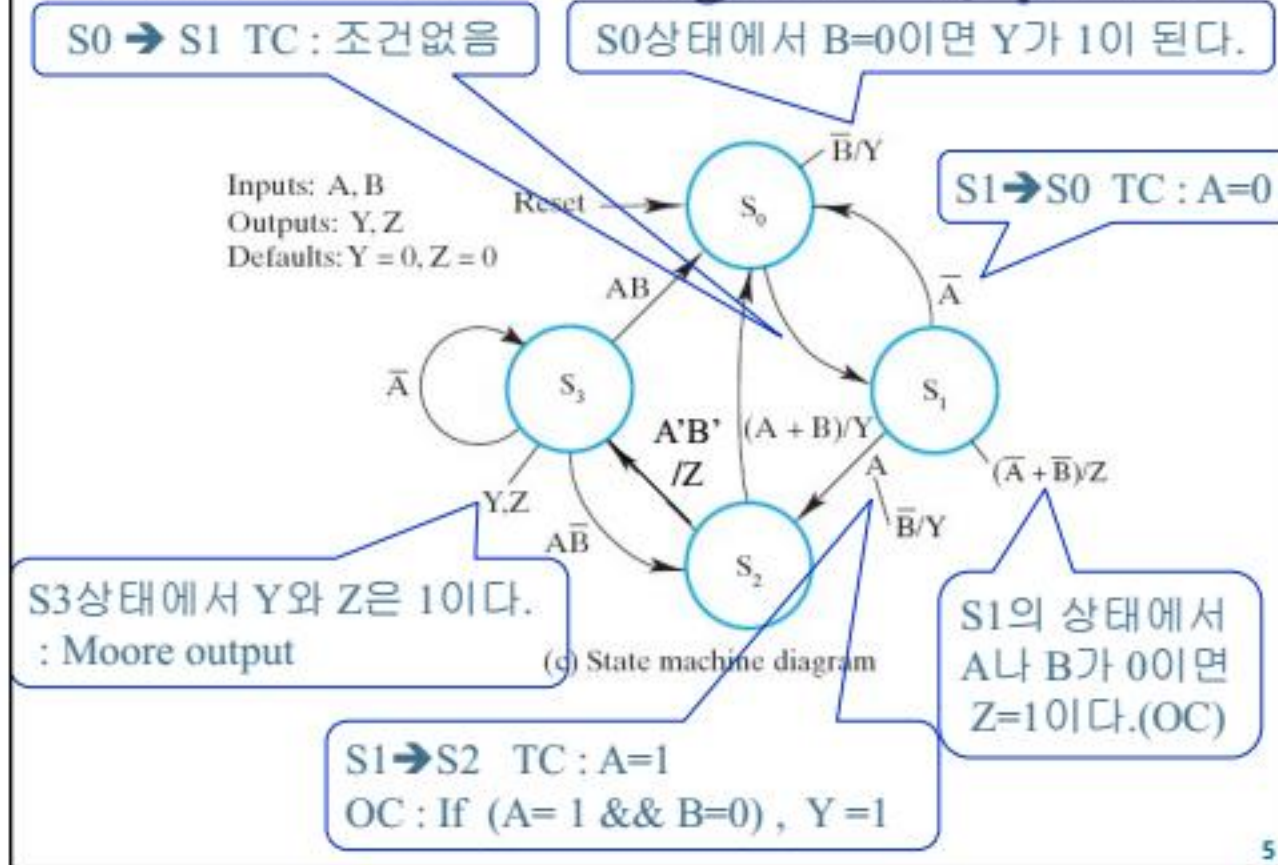 S0 ➔ S1 TC : 조건없음
S0상태에서 B=0이면 Y가 1이 된다.
B̅/Y
S1➔S0 TC : A=0
Inputs: A, B
Outputs: Y, Z
Defaults: Y = 0, Z = 0
Reset
S₀
AB
A̅
A̅
S₃
S₁
A'B'
/Z
(A + B)/Y
A
(A̅ + B̅)/Z
Y,Z
AB̅
B̅/Y
S₂
S3상태에서 Y와 Z은 1이다.
: Moore output
(c) State machine diagram
S1의 상태에서
A나 B가 0이면
Z=1이다.(OC)
S1➔S2 TC : A=1
OC : If (A= 1 && B=0) , Y =1
5